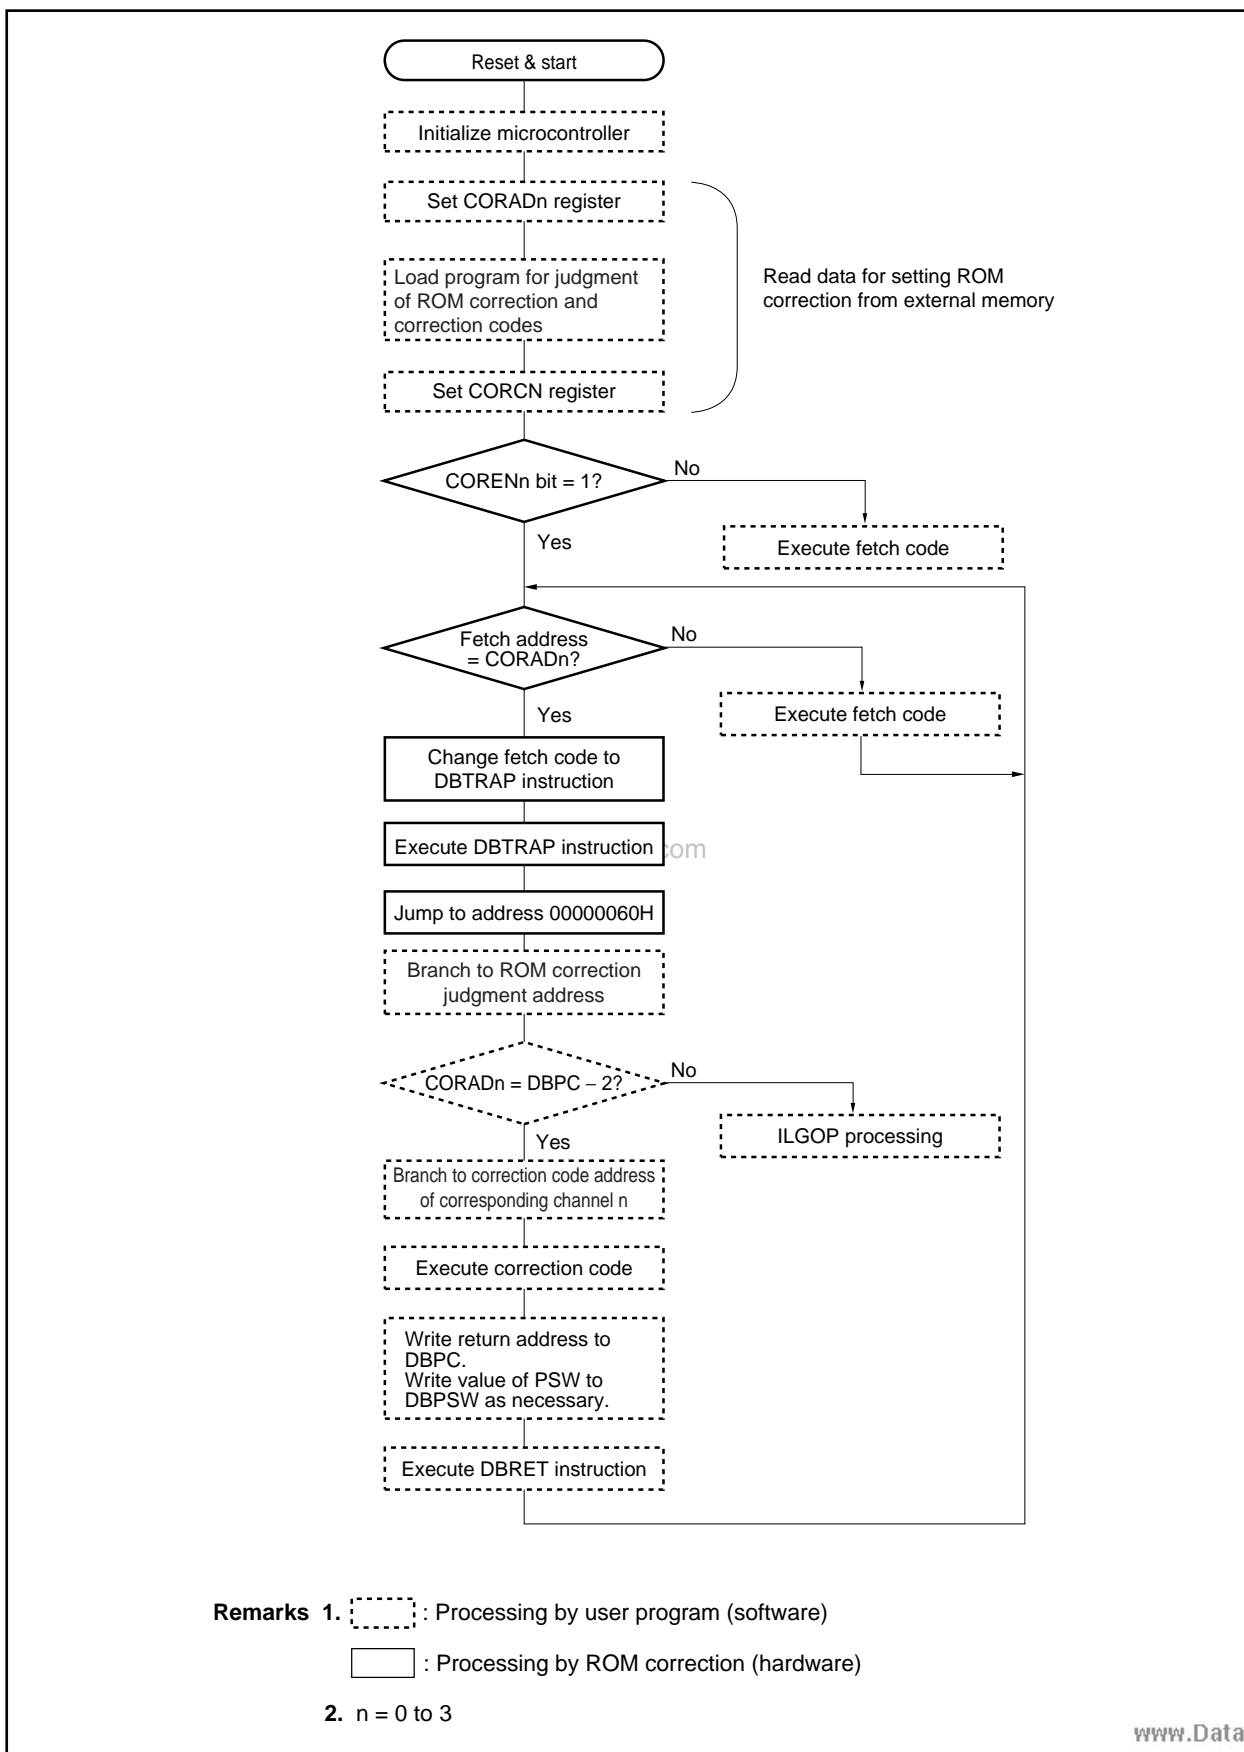 Reset & start
Initialize microcontroller
Set CORADn register
Load program for judgment
of ROM correction and
correction codes
Read data for setting ROM
correction from external memory
Set CORCN register
CORENn bit = 1?
No
Execute fetch code
Yes
Fetch address
= CORADn?
No
Execute fetch code
Yes
Change fetch code to
DBTRAP instruction
Execute DBTRAP instruction
com
Jump to address 00000060H
Branch to ROM correction
judgment address
CORADn = DBPC – 2?
No
ILGOP processing
Yes
Branch to correction code address
of corresponding channel n
Execute correction code
Write return address to
DBPC.
Write value of PSW to
DBPSW as necessary.
Execute DBRET instruction
Remarks 1. : Processing by user program (software)
: Processing by ROM correction (hardware)
2. n = 0 to 3
www.Data